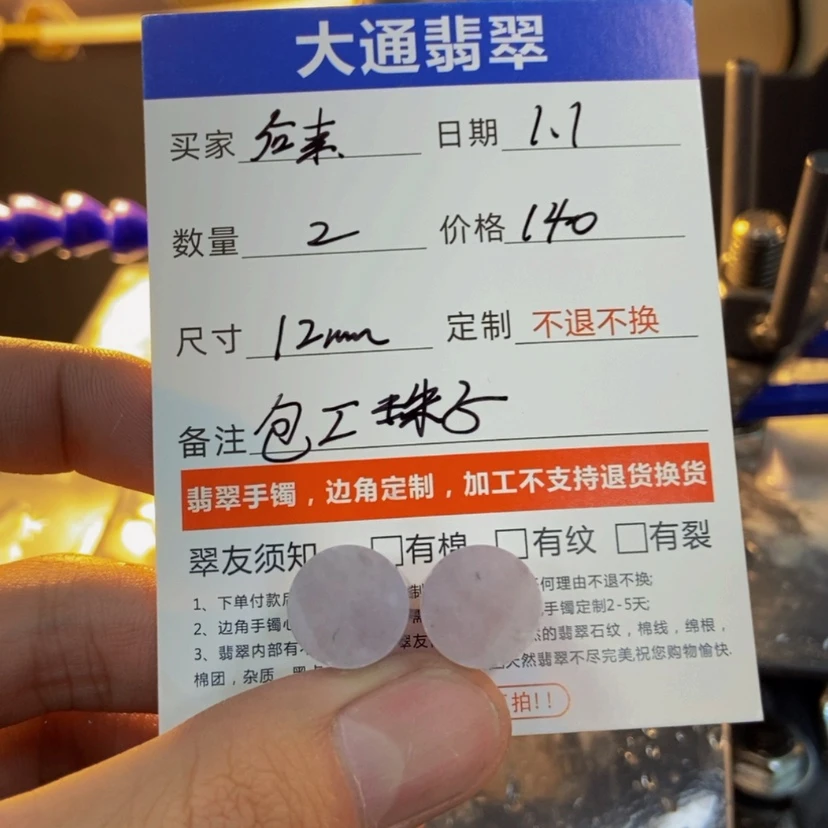 大通翡翠
买家 日期 1.1
数量 2 价格 140
尺寸 12mm 定制 不退不换
备注 包工珠子
翡翠手镯，边角定制，加工不支持退货换货
翠友须知 □有棉 □有纹 □有裂
1、下单付款 何理由不退不换;
2、边角手镯心 手镯定制2-5天;
3、翡翠内部有 翠友 的翡翠石纹，棉线，绵根，
棉团，杂质， 天然翡翠不尽完美祝您购物愉快.
拍!!